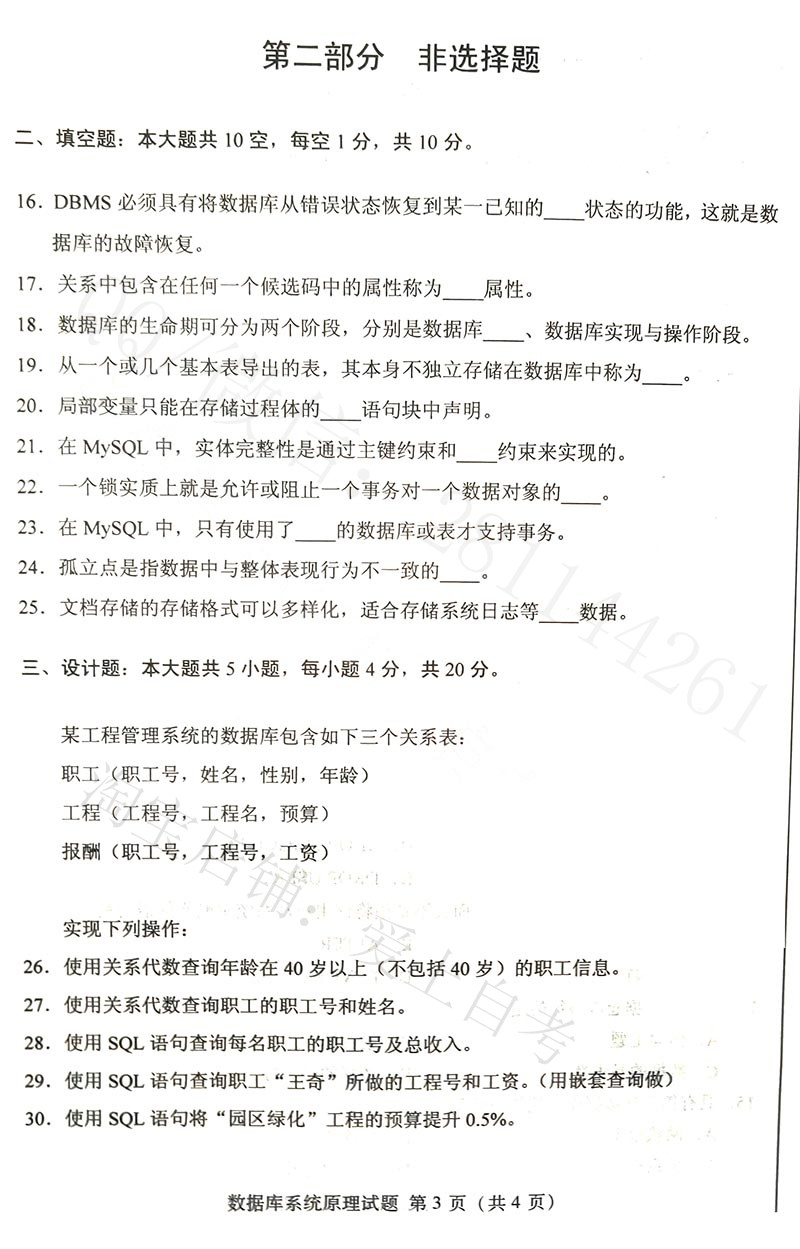 第二部分 非选择题
二、填空题：本大题共 10 空，每空 1 分，共 10 分。
16．DBMS 必须具有将数据库从错误状态恢复到某一已知的____状态的功能，这就是数
据库的故障恢复。
17．关系中包含在任何一个候选码中的属性称为____属性。
18．数据库的生命期可分为两个阶段，分别是数据库____、数据库实现与操作阶段。
19．从一个或几个基本表导出的表，其本身不独立存储在数据库中称为____。
20．局部变量只能在存储过程体的____语句块中声明。
21．在 MySQL 中，实体完整性是通过主键约束和____约束来实现的。
22．一个锁实质上就是允许或阻止一个事务对一个数据对象的____。
23．在 MySQL 中，只有使用了____的数据库或表才支持事务。
24．孤立点是指数据中与整体表现行为不一致的____。
25．文档存储的存储格式可以多样化，适合存储系统日志等____数据。
三、设计题：本大题共 5 小题，每小题 4 分，共 20 分。
某工程管理系统的数据库包含如下三个关系表：
职工（职工号，姓名，性别，年龄）
工程（工程号，工程名，预算）
报酬（职工号，工程号，工资）
实现下列操作：
26．使用关系代数查询年龄在 40 岁以上（不包括 40 岁）的职工信息。
27．使用关系代数查询职工的职工号和姓名。
28．使用 SQL 语句查询每名职工的职工号及总收入。
29．使用 SQL 语句查询职工“王奇”所做的工程号和工资。（用嵌套查询做）
30．使用 SQL 语句将“园区绿化”工程的预算提升 0.5%。
数据库系统原理试题 第 3 页（共 4 页）
QQ/微信：281144261
淘宝店铺：爱上自考